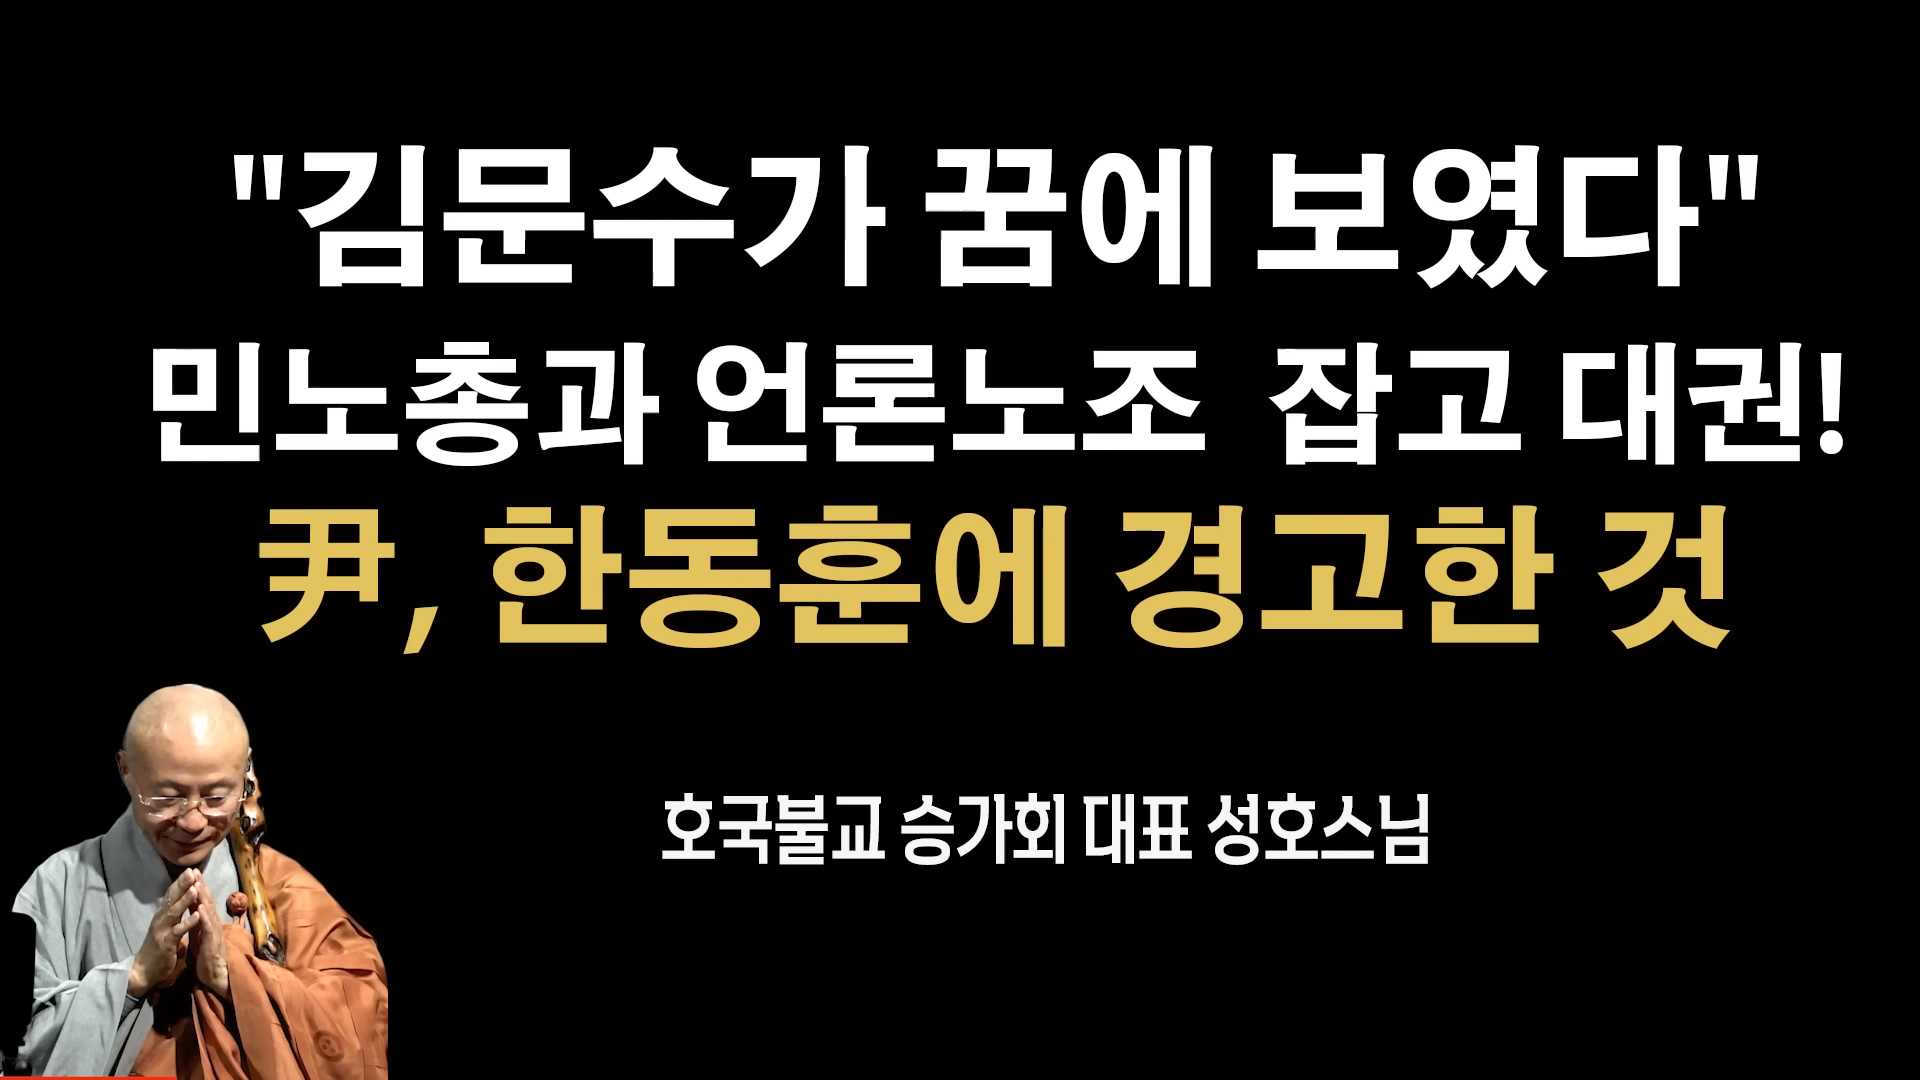 "김문수가 꿈에 보였다"
민노총과 언론노조 잡고 대권!
尹, 한동훈에 경고한 것
호국불교 승가회 대표 성호스님